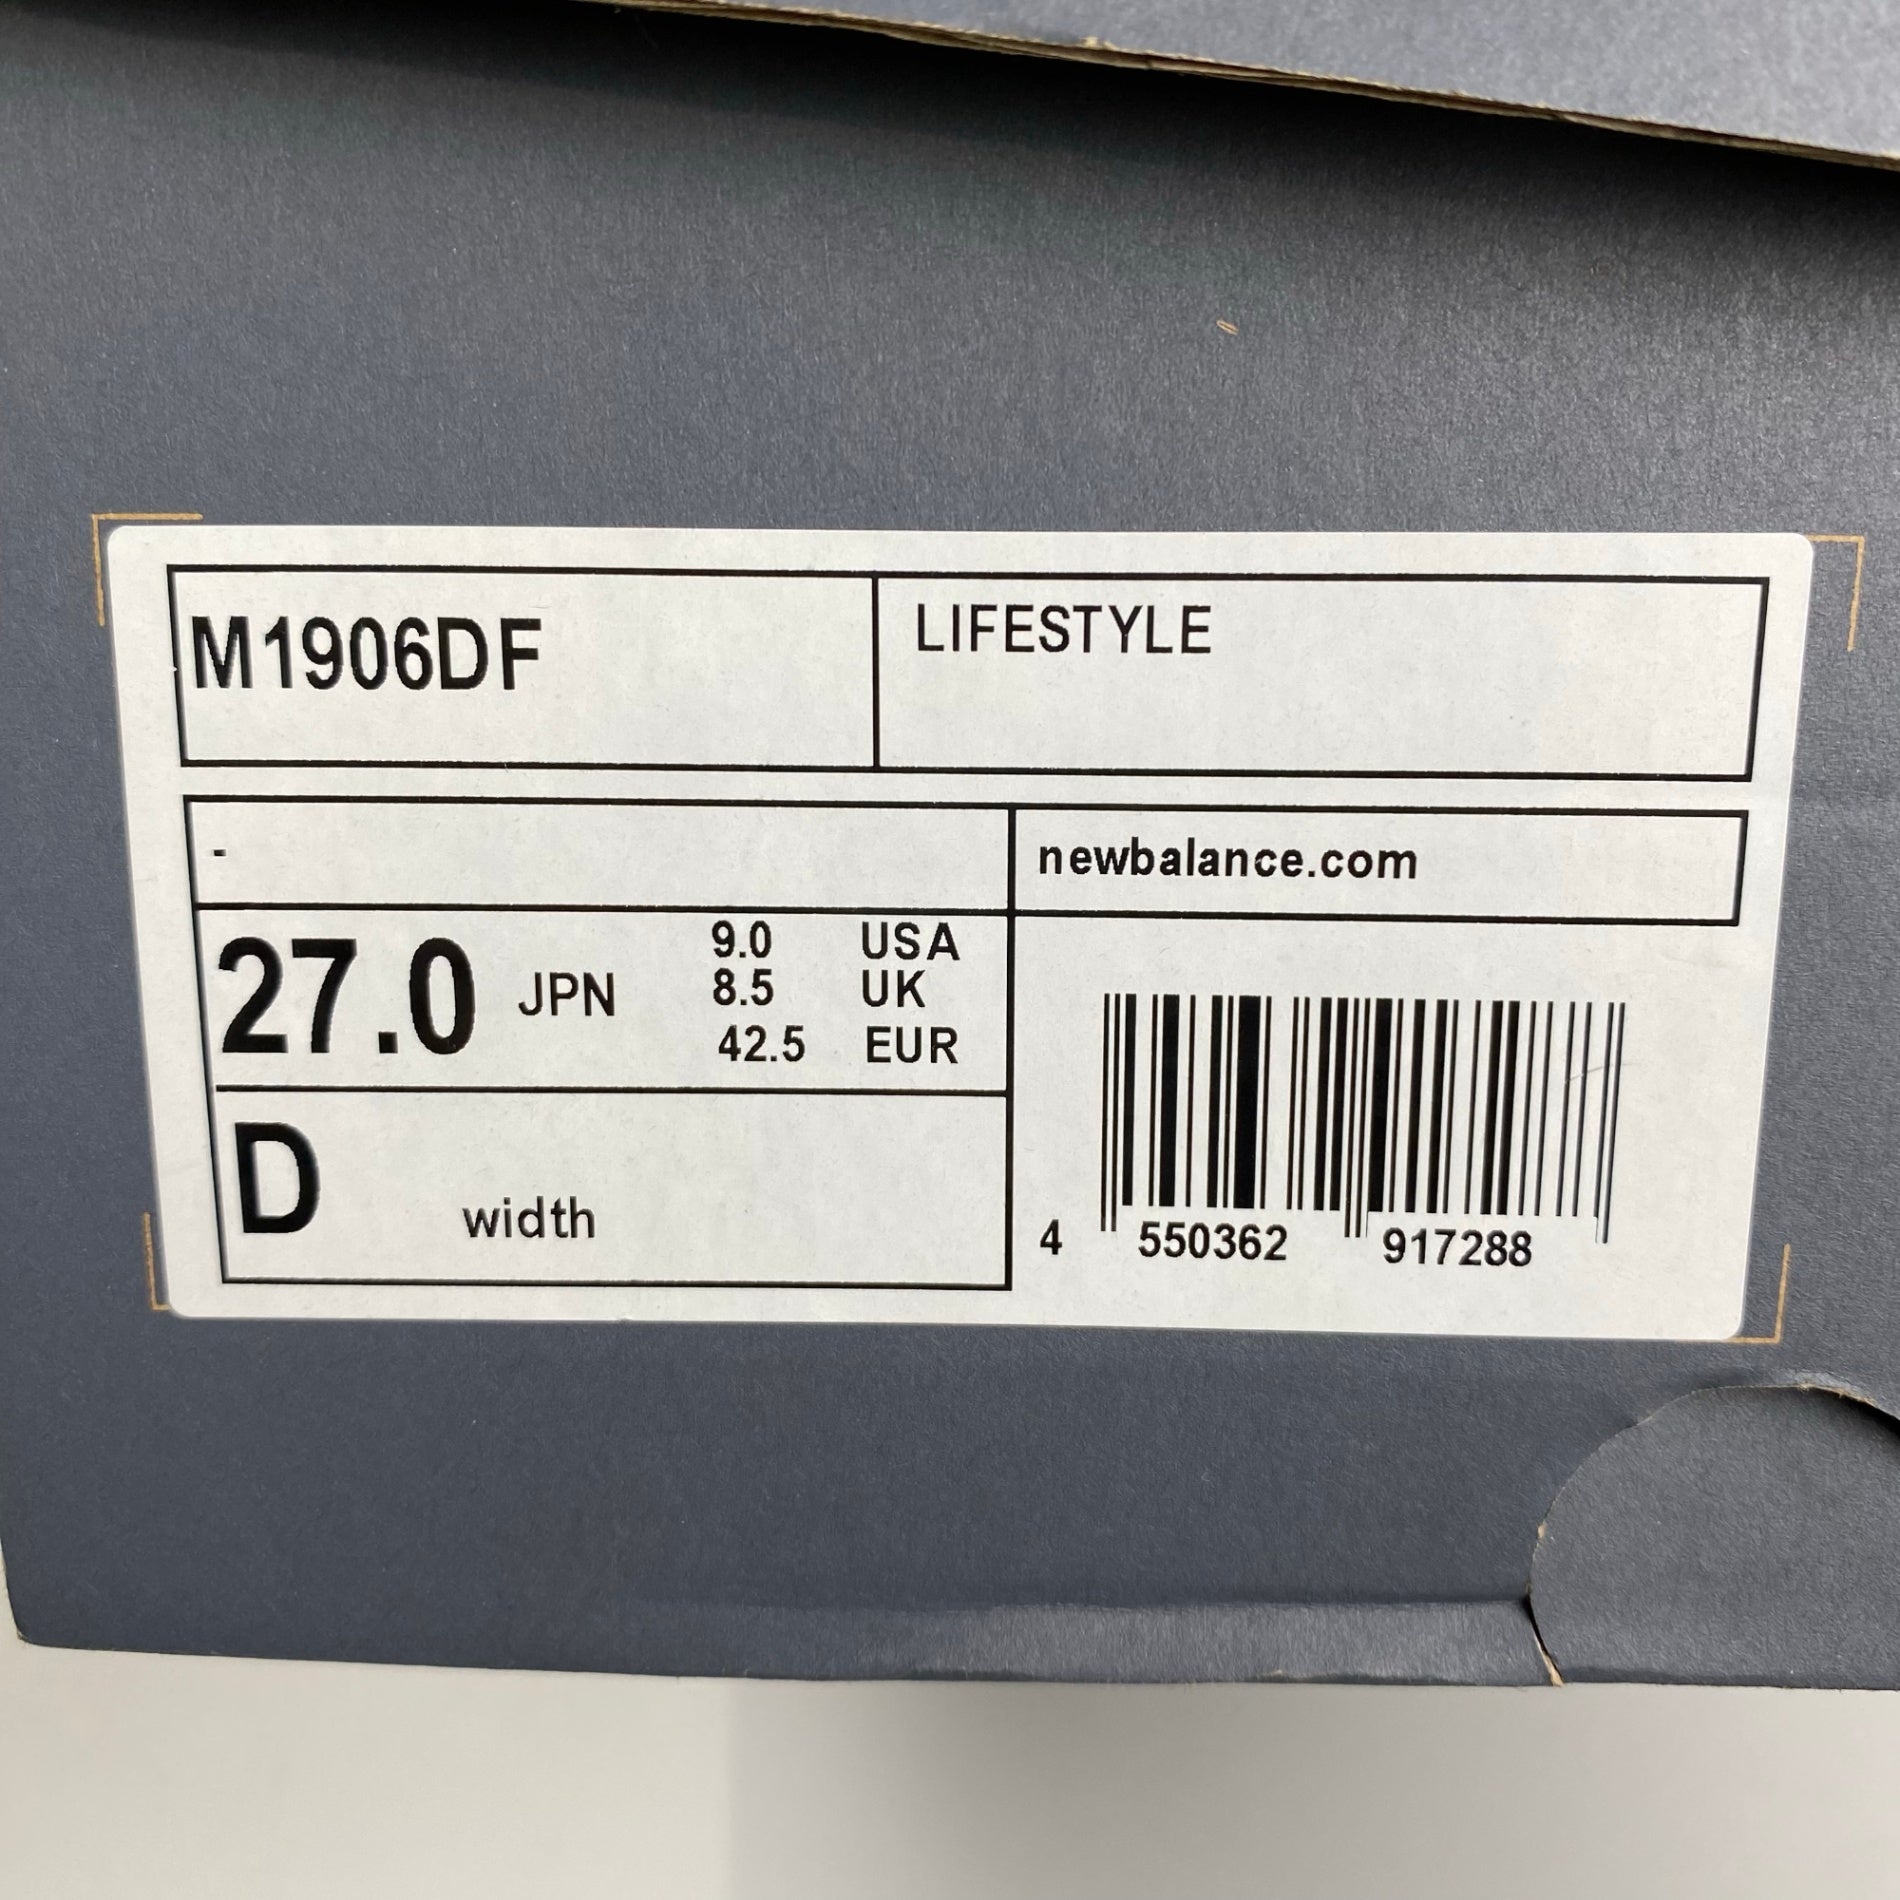 M1906DF
LIFESTYLE
-
newbalance.com
27.0 JPN
9.0 USA
8.5 UK
42.5 EUR
D width
4 550362 917288